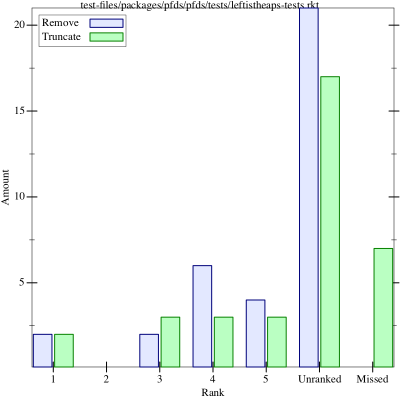 test-files/packages/pfds/pfds/tests/leftistheaps-tests.rkt
Remove
Truncate
20
15
10
5
Amount
1 2 3 4 5 Unranked Missed
Rank